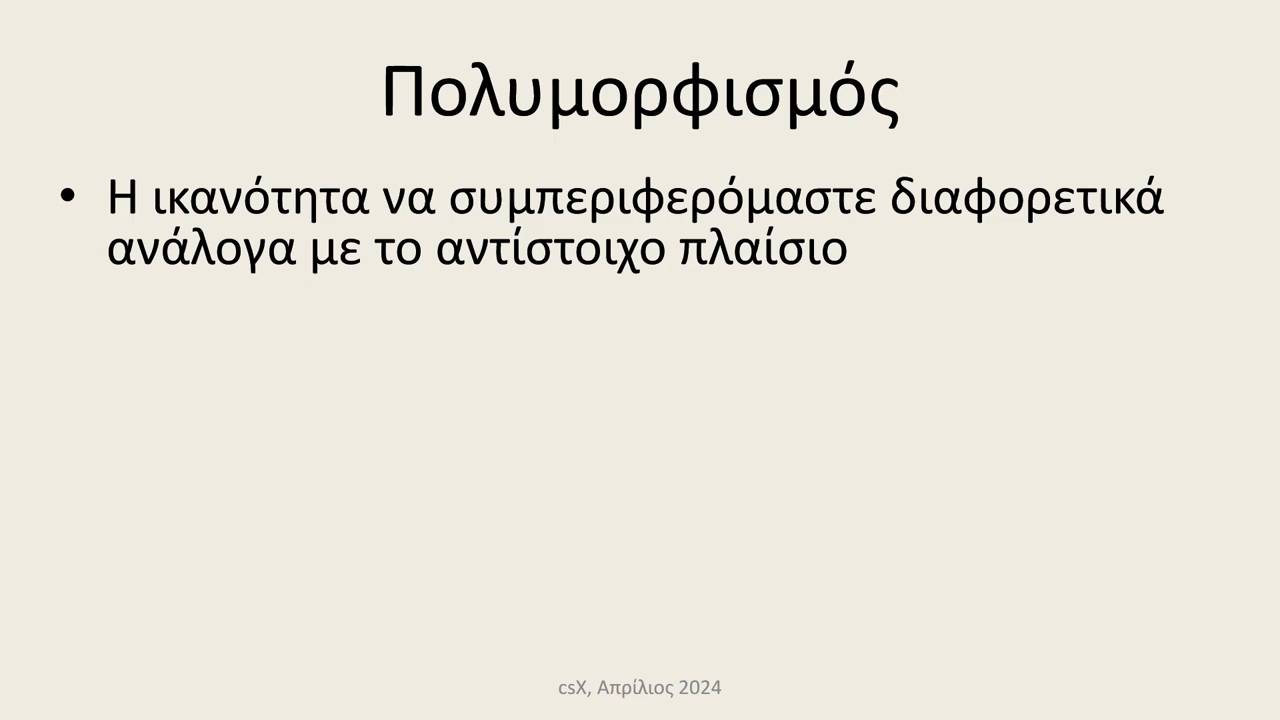 Πολυμορφισμός
• Η ικανότητα να συμπεριφερόμαστε διαφορετικά
ανάλογα με το αντίστοιχο πλαίσιο
csX, Απρίλιος 2024